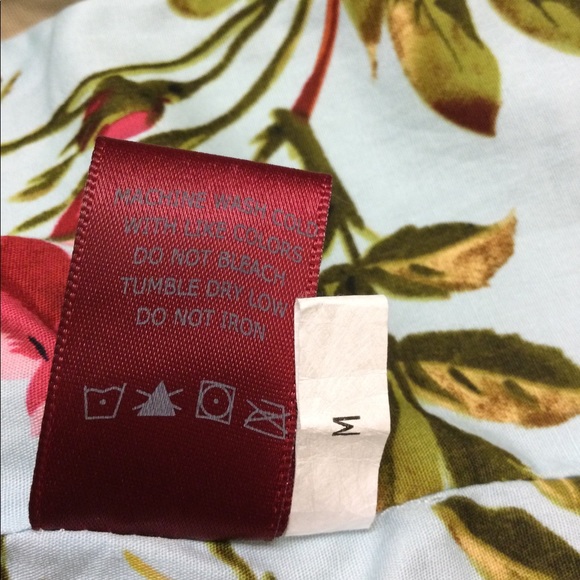 MACHINE WASH COLD
WITH LIKE COLORS
DO NOT BLEACH
TUMBLE DRY LOW
DO NOT IRON
M